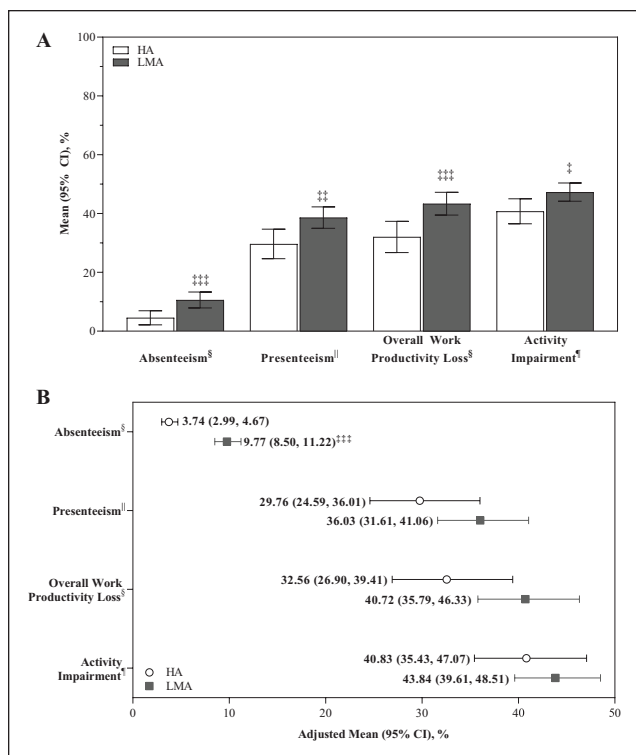 A
HA
LMA
100
80
60
40
20
0
Mean (95% CI), %
‡‡‡
‡‡‡
‡‡
‡‡
‡‡‡
‡‡‡
‡
‡
Absenteeism§
Presenteeism||
Overall Work
Productivity Loss§
Activity
Impairment¶
B
Absenteeism§
3.74 (2.99, 4.67)
9.77 (8.50, 11.22)‡‡‡
Presenteeism||
29.76 (24.59, 36.01)
36.03 (31.61, 41.06)
Overall Work
Productivity Loss§
32.56 (26.90, 39.41)
40.72 (35.79, 46.33)
Activity
Impairment¶
40.83 (35.43, 47.07)
43.84 (39.61, 48.51)
HA
LMA
0 10 20 30 40 50
Adjusted Mean (95% CI), %